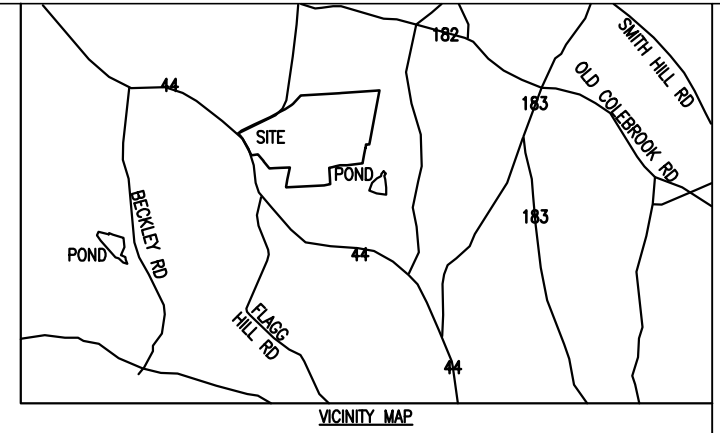 182
SMITH HILL RD
44
183
OLD COLEBROOK RD
SITE
POND
BECKLEY RD
183
POND
44
FLAGG
HILL RD
44
VICINITY MAP